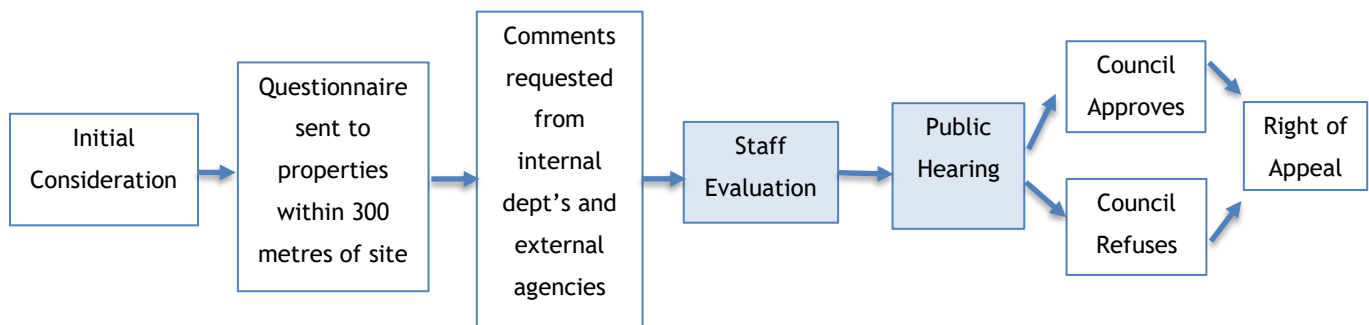 Initial
Consideration
Questionnaire
sent to
properties
within 300
metres of site
Comments
requested
from
internal
dept’s and
external
agencies
Staff
Evaluation
Public
Hearing
Council
Approves
Council
Refuses
Right of
Appeal